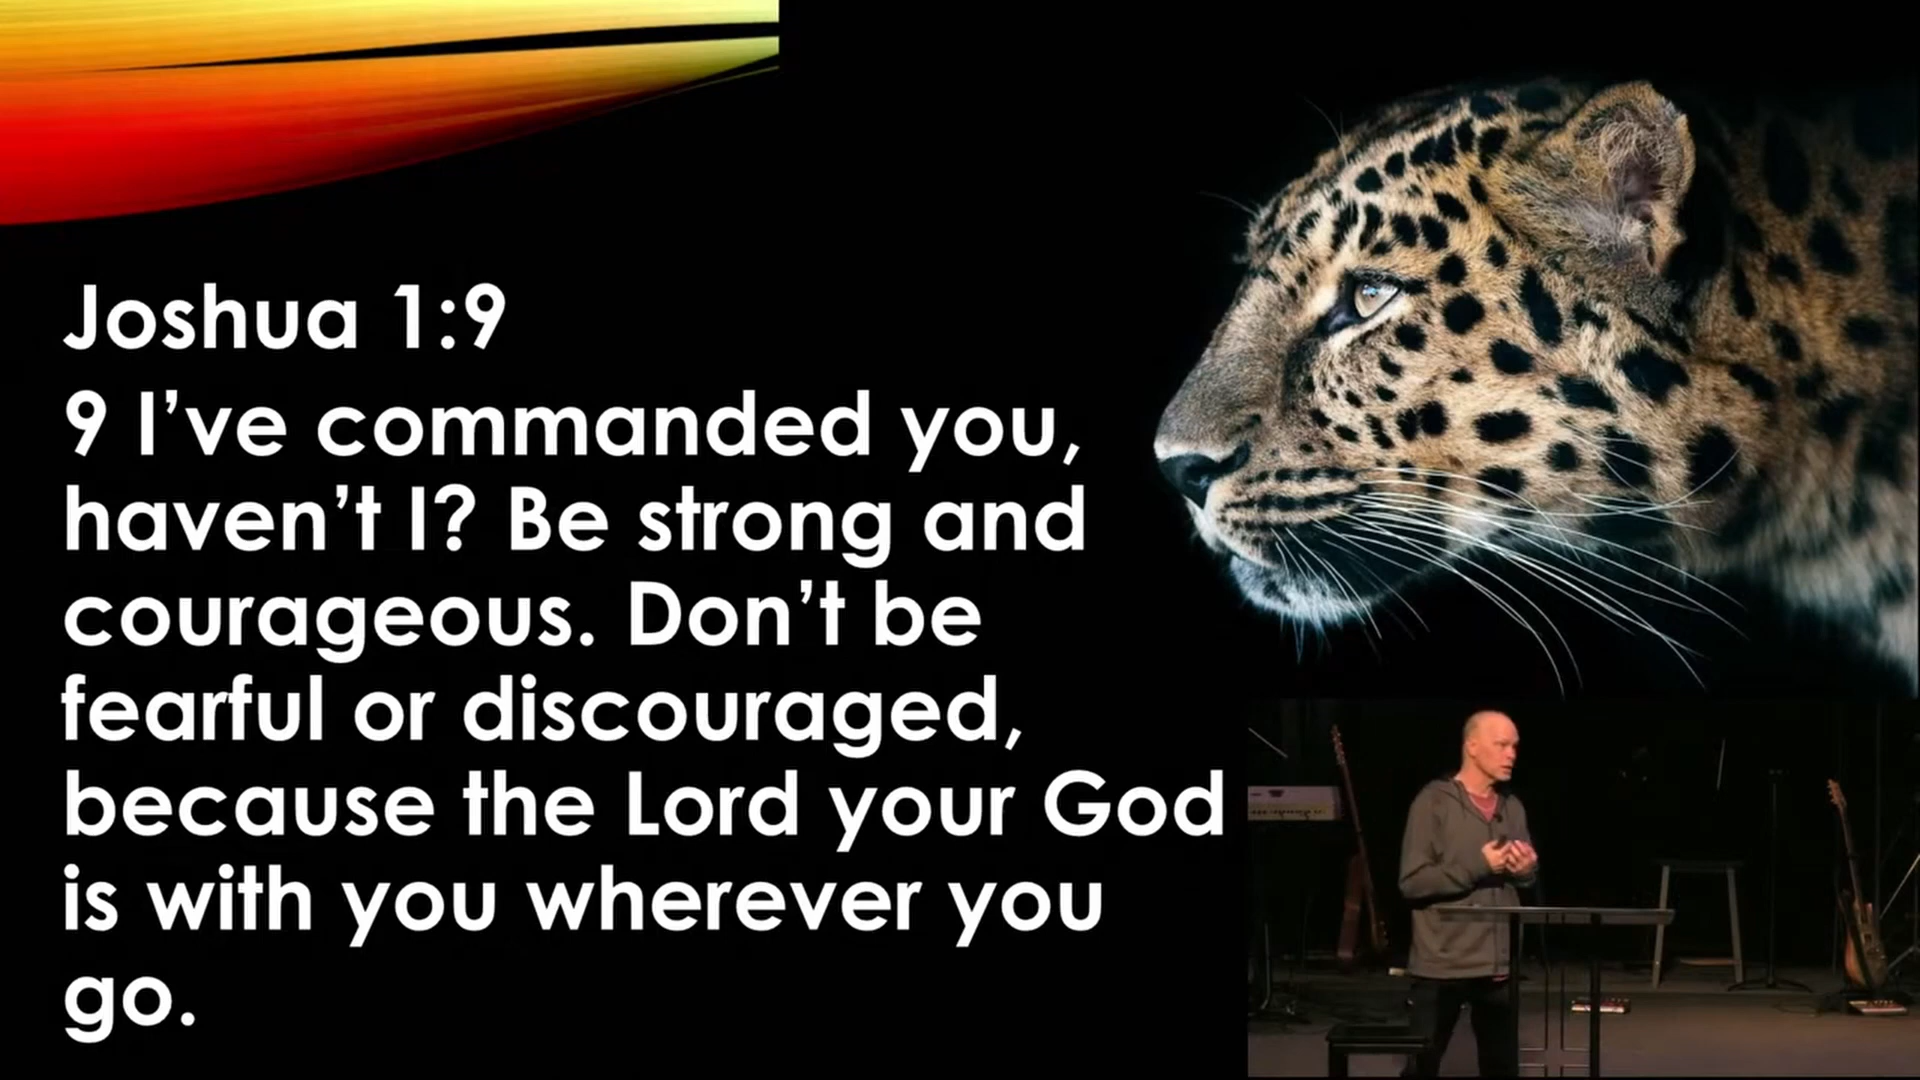 Joshua 1:9
9 I’ve commanded you,
haven’t I? Be strong and
courageous. Don’t be
fearful or discouraged,
because the Lord your God
is with you wherever you
go.